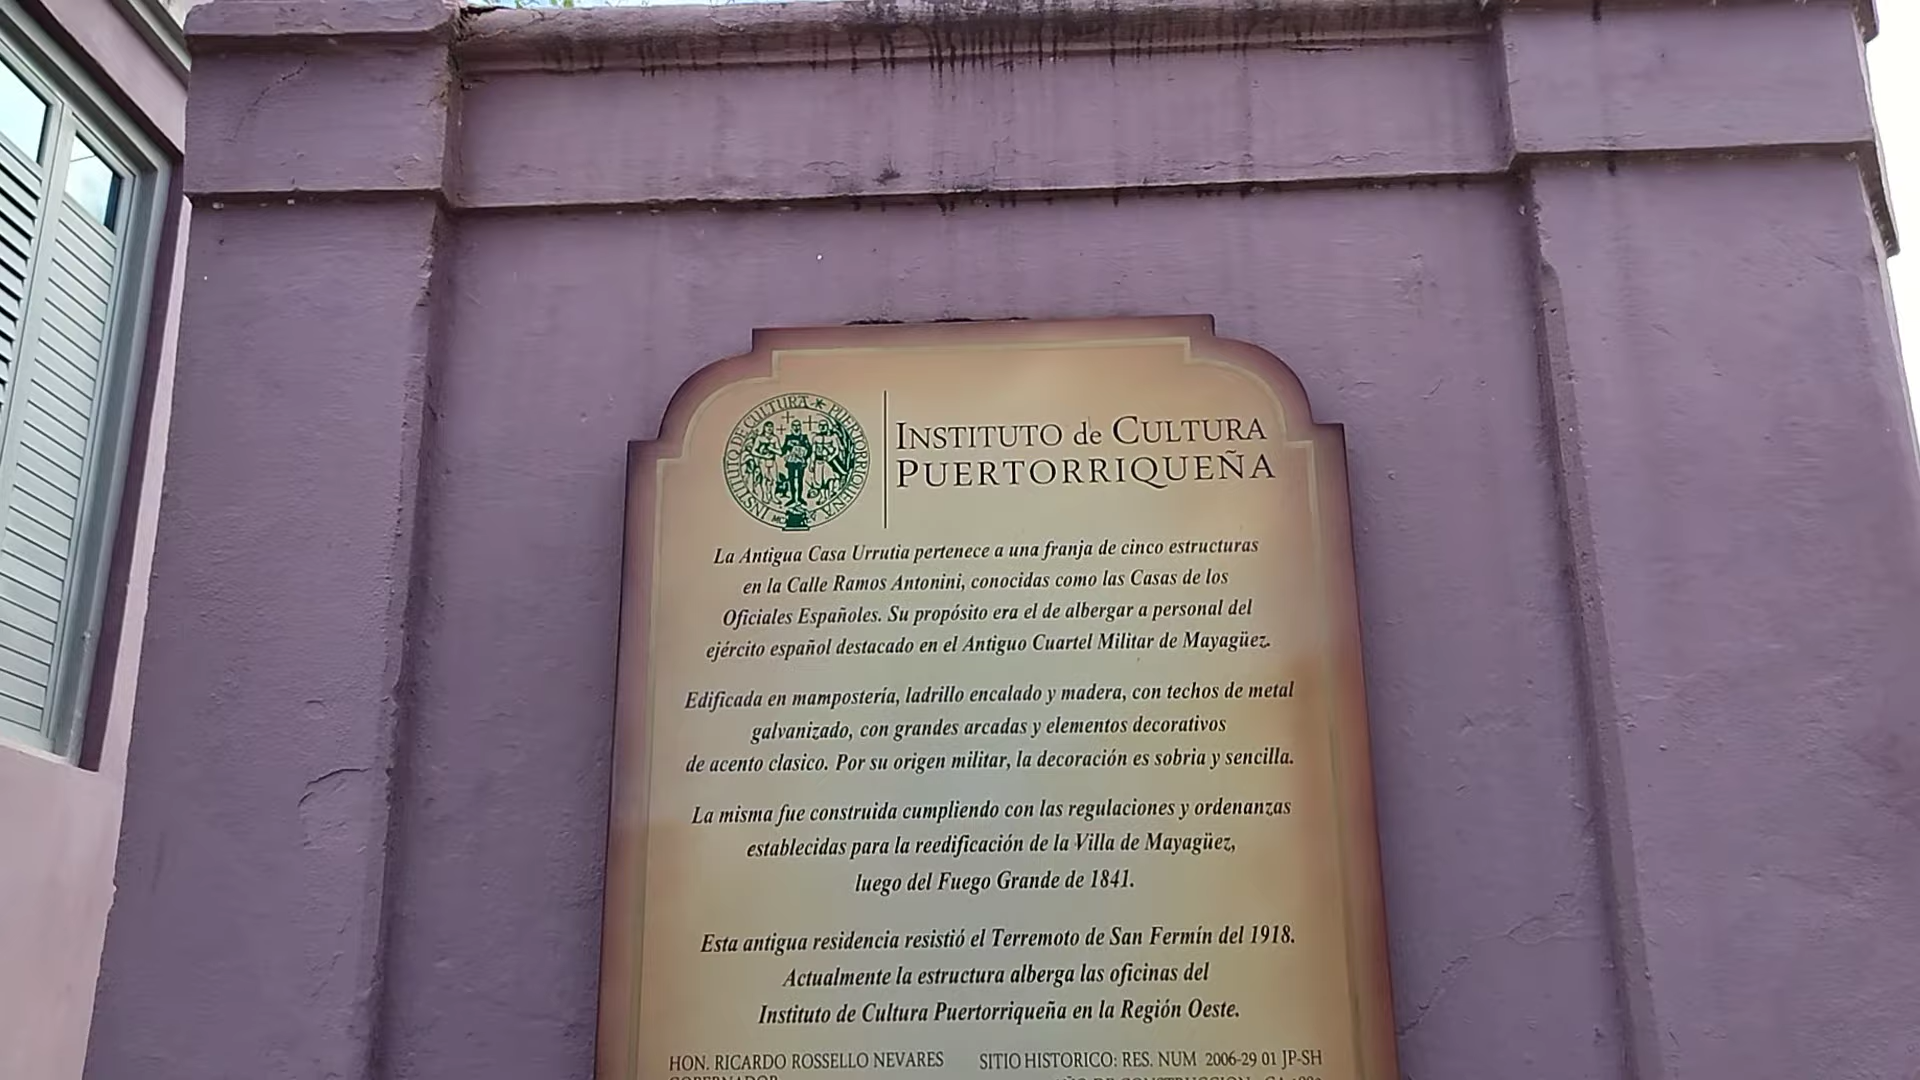 INSTITUTO DE CULTURA ★ PUERTORRIQUEÑA
INSTITUTO de CULTURA
PUERTORRIQUEÑA
La Antigua Casa Urrutia pertenece a una franja de cinco estructuras
en la Calle Ramos Antonini, conocidas como las Casas de los
Oficiales Españoles. Su propósito era el de albergar a personal del
ejército español destacado en el Antiguo Cuartel Militar de Mayagüez.
Edificada en mampostería, ladrillo encalado y madera, con techos de metal
galvanizado, con grandes arcadas y elementos decorativos
de acento clasico. Por su origen militar, la decoración es sobria y sencilla.
La misma fue construida cumpliendo con las regulaciones y ordenanzas
establecidas para la reedificación de la Villa de Mayagüez,
luego del Fuego Grande de 1841.
Esta antigua residencia resistió el Terremoto de San Fermín del 1918.
Actualmente la estructura alberga las oficinas del
Instituto de Cultura Puertorriqueña en la Región Oeste.
HON. RICARDO ROSSELLO NEVARES SITIO HISTORICO: RES. NUM 2006-29 01 JP-SH
GOBERNADOR DE CONSTRUCCION